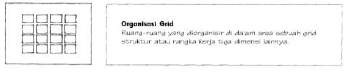 Organisasi Grid
Ruang-ruang yang diorganisir di dalam area sebuah grid
struktur atau rangka kerja tiga dimensi lainnya.